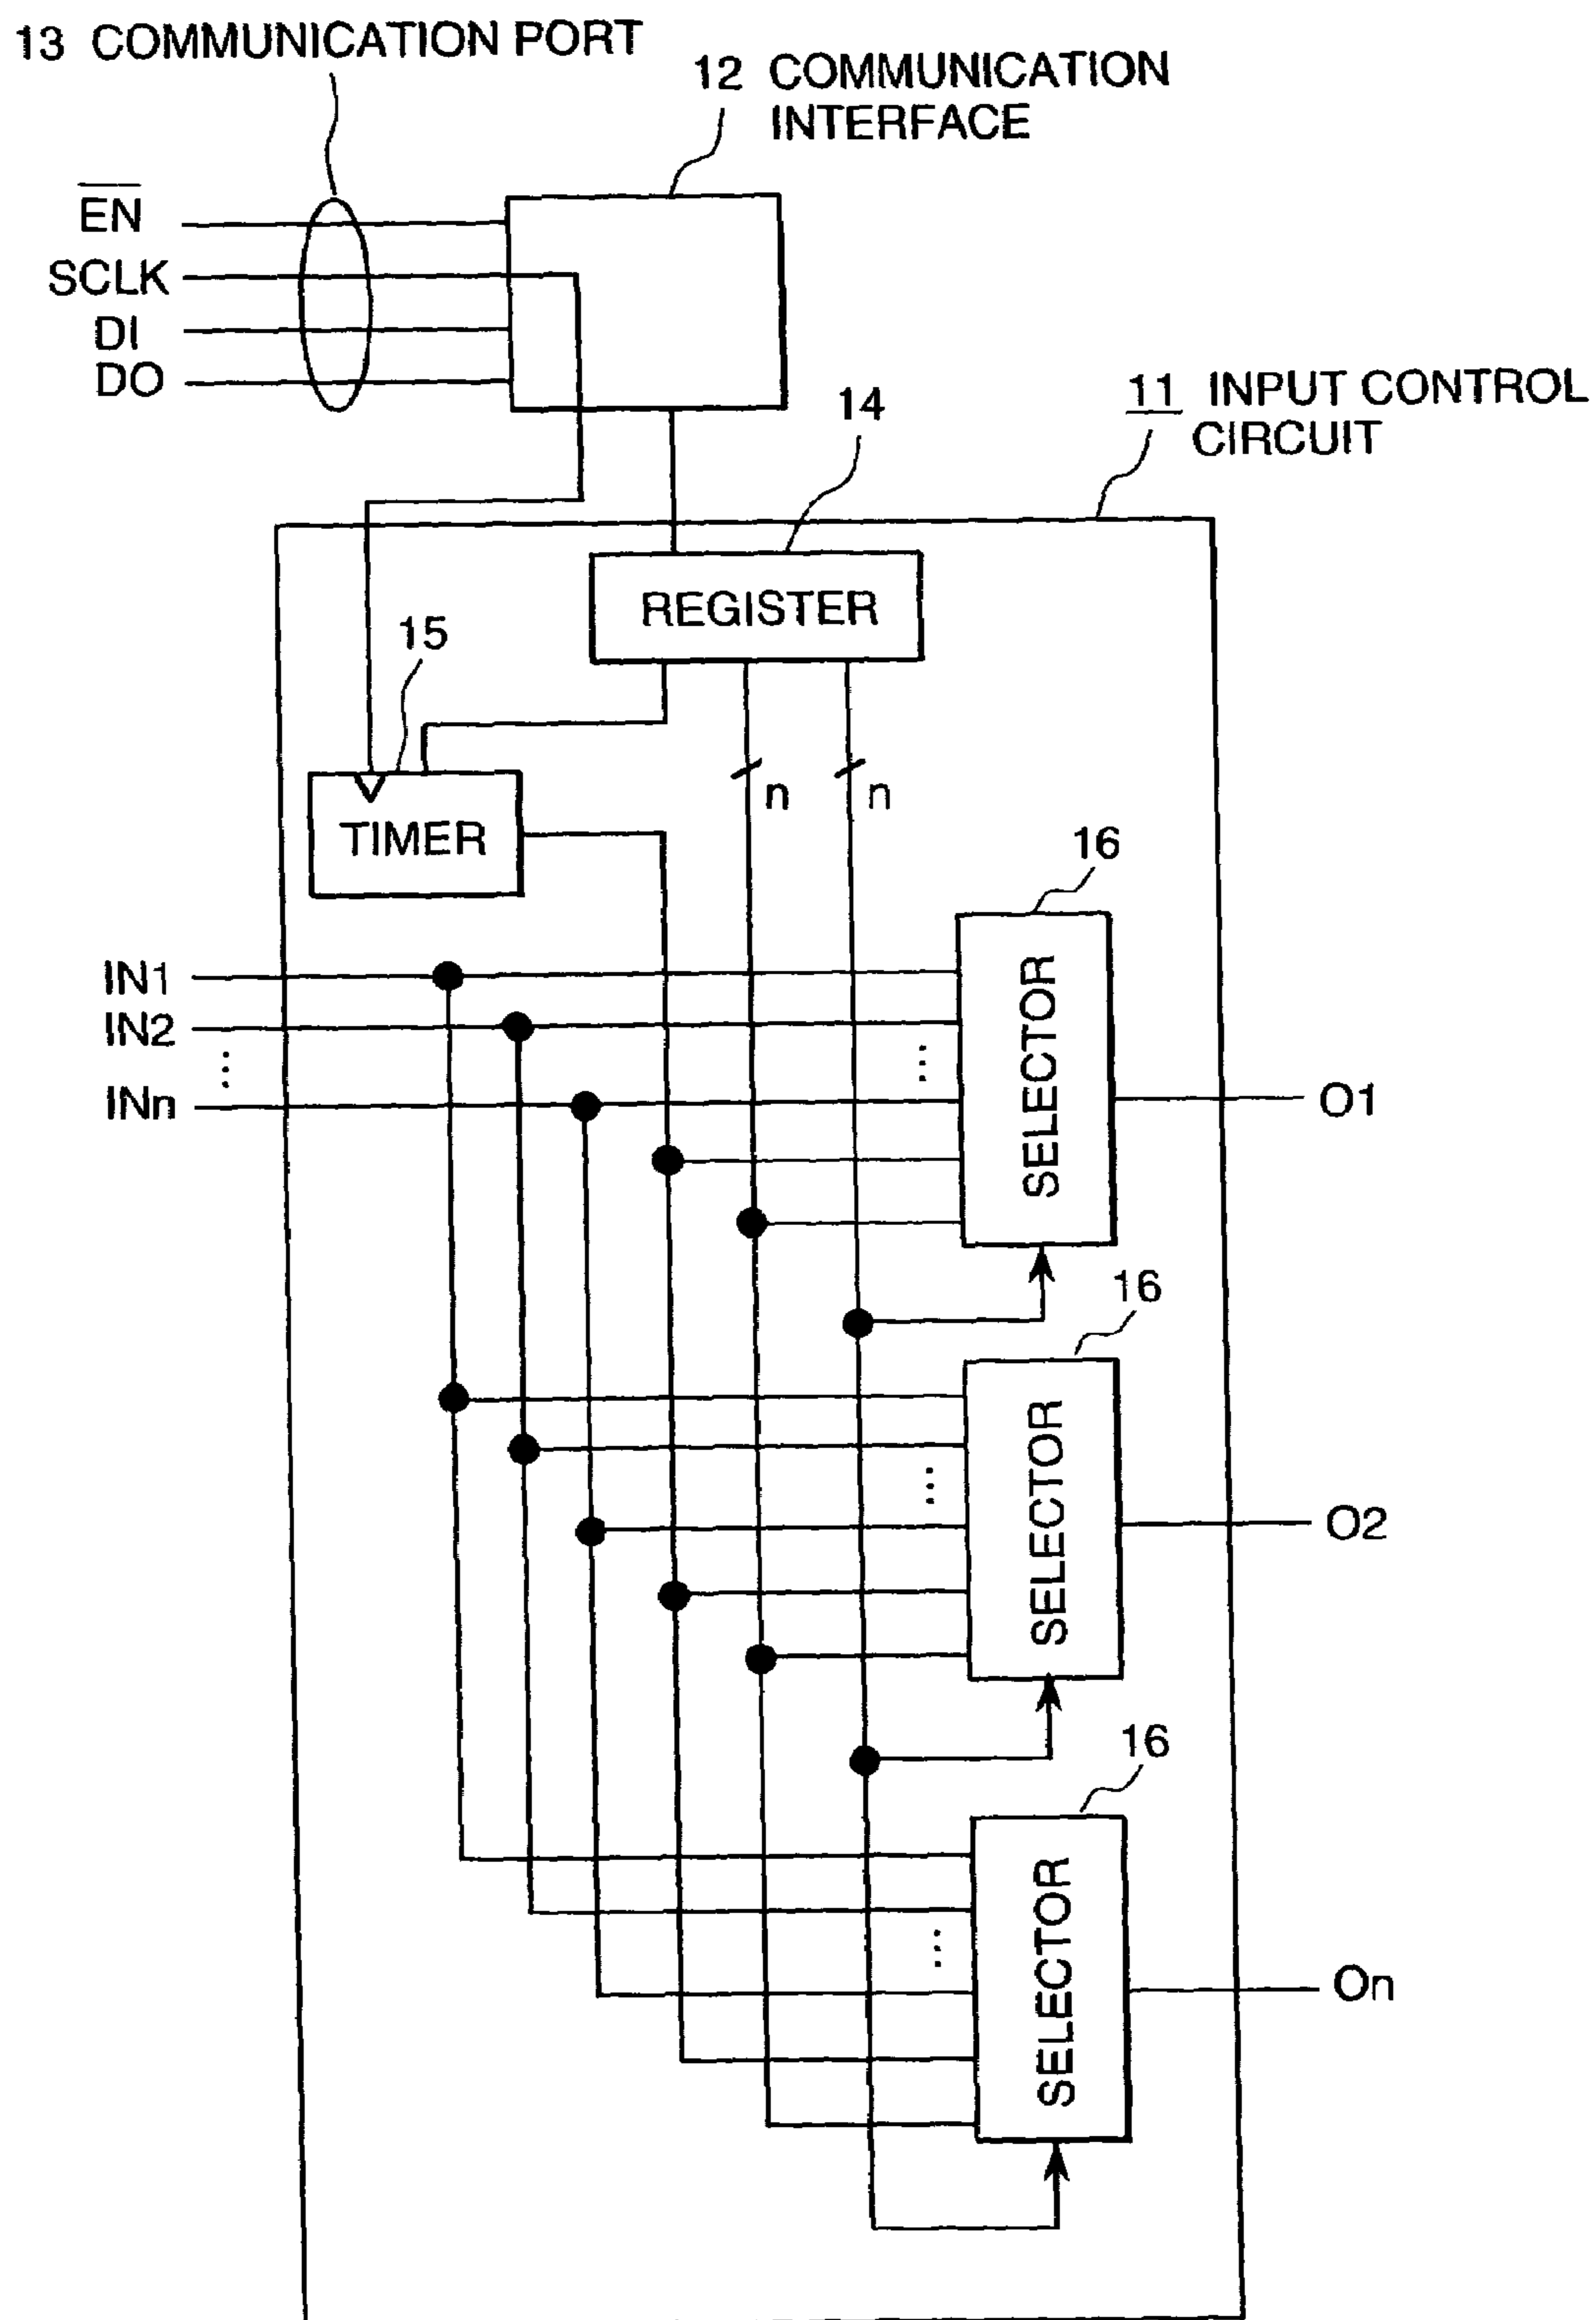 13 COMMUNICATION PORT
12 COMMUNICATION
INTERFACE
EN
SCLK
DI
DO
14
11 INPUT CONTROL
CIRCUIT
REGISTER
15
n
n
TIMER
16
IN1
IN2
⋮
INn
⋮
SELECTOR
O1
16
⋮
SELECTOR
O2
16
⋮
SELECTOR
On